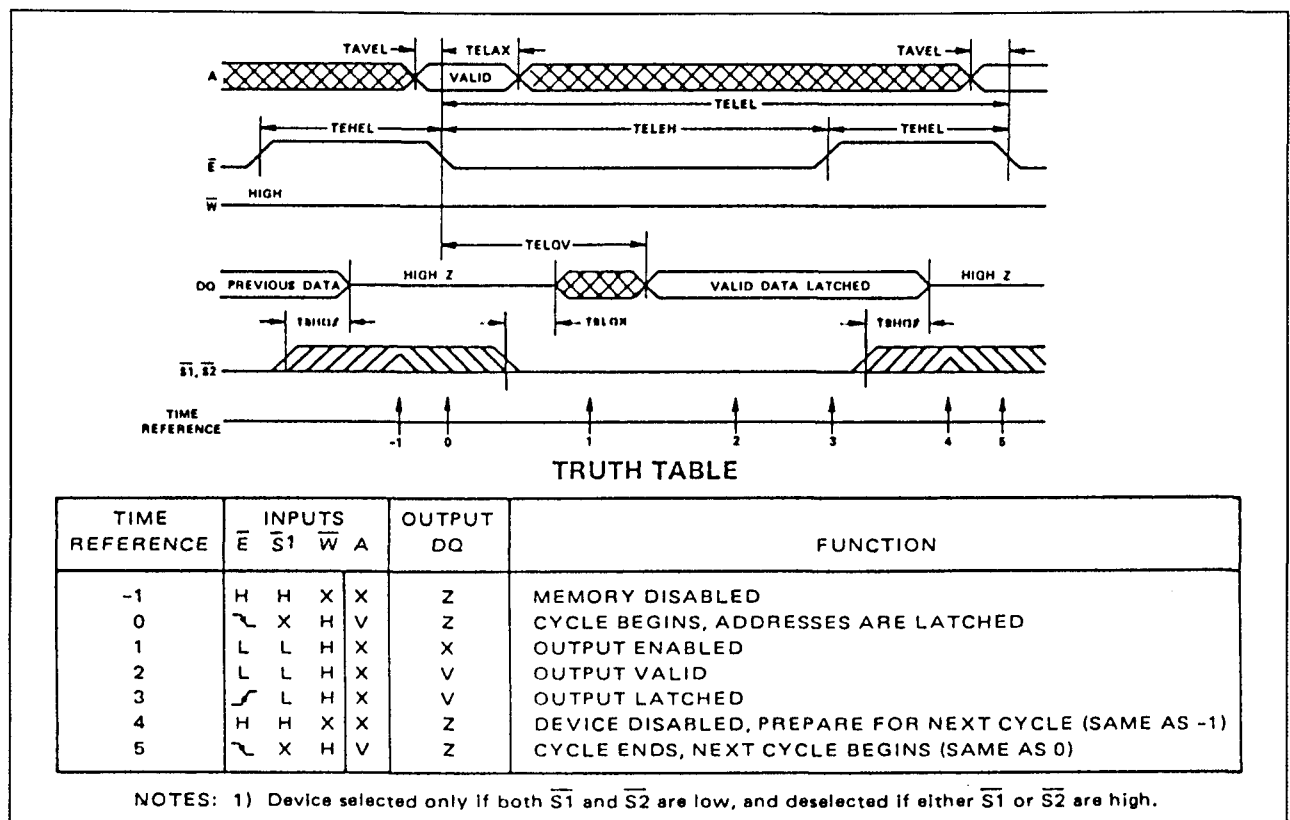 TAVEL TELAX TAVEL
A VALID
TELEL
TEHEL TELEH TEHEL
E̅
HIGH
W̅
TELQV
DQ PREVIOUS DATA HIGH Z VALID DATA LATCHED HIGH Z
TSHQZ TSLQX TSHQZ
S̅1̅, S̅2̅
TIME
REFERENCE
-1 0 1 2 3 4 5
TRUTH TABLE
TIME INPUTS OUTPUT
REFERENCE E̅ S̅1 W̅ A DQ FUNCTION
-1 H H X X Z MEMORY DISABLED
0 X H V Z CYCLE BEGINS, ADDRESSES ARE LATCHED
1 L L H X X OUTPUT ENABLED
2 L L H X V OUTPUT VALID
3 L H X V OUTPUT LATCHED
4 H H X X Z DEVICE DISABLED, PREPARE FOR NEXT CYCLE (SAME AS -1)
5 X H V Z CYCLE ENDS, NEXT CYCLE BEGINS (SAME AS 0)
NOTES: 1) Device selected only if both S̅1̅ and S̅2̅ are low, and deselected if either S̅1̅ or S̅2̅ are high.